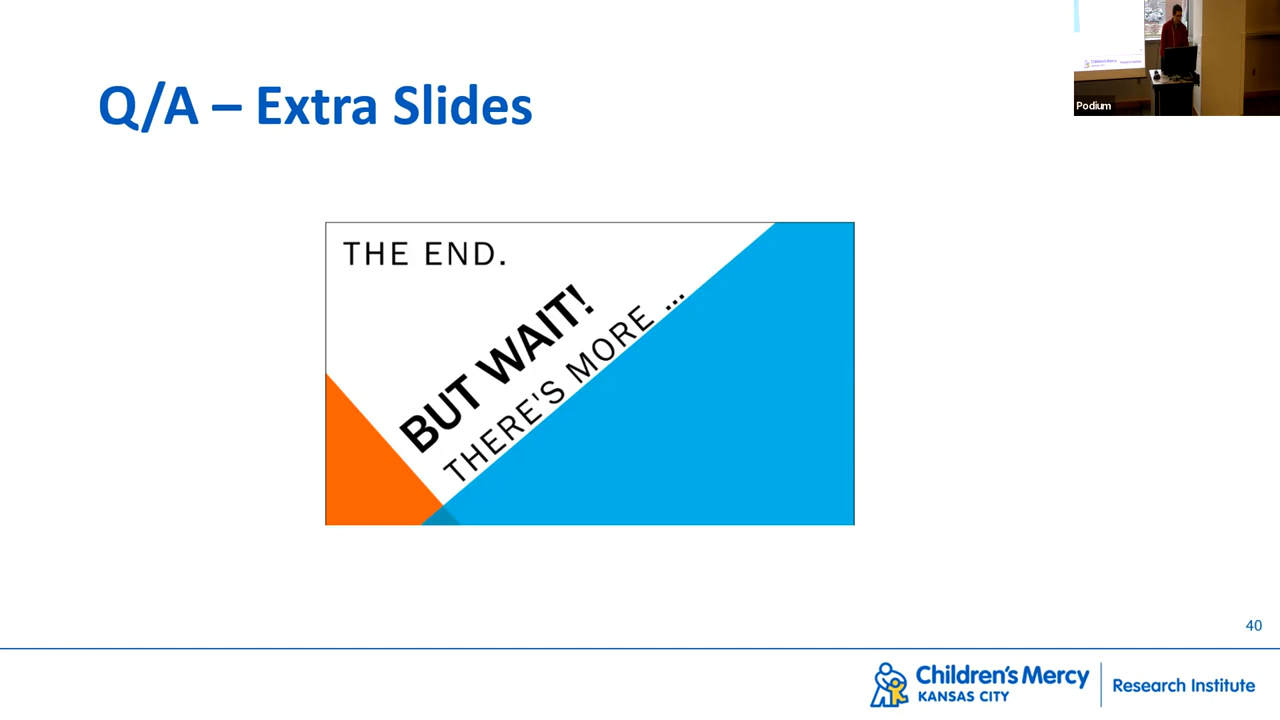 Q/A – Extra Slides
Podium
THE END.
BUT WAIT!
THERE'S MORE ...
40
Children's Mercy
KANSAS CITY
Research Institute